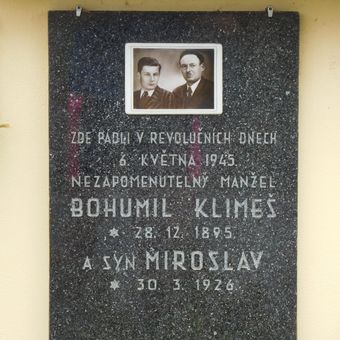 ZDE PADLI V REVOLUČNÍCH DNECH
6. KVĚTNA 1945.
NEZAPOMENUTELNÝ MANŽEL
BOHUMIL KLIMEŠ
* 28. 12. 1895.
A SYN MIROSLAV
* 30. 3. 1926.